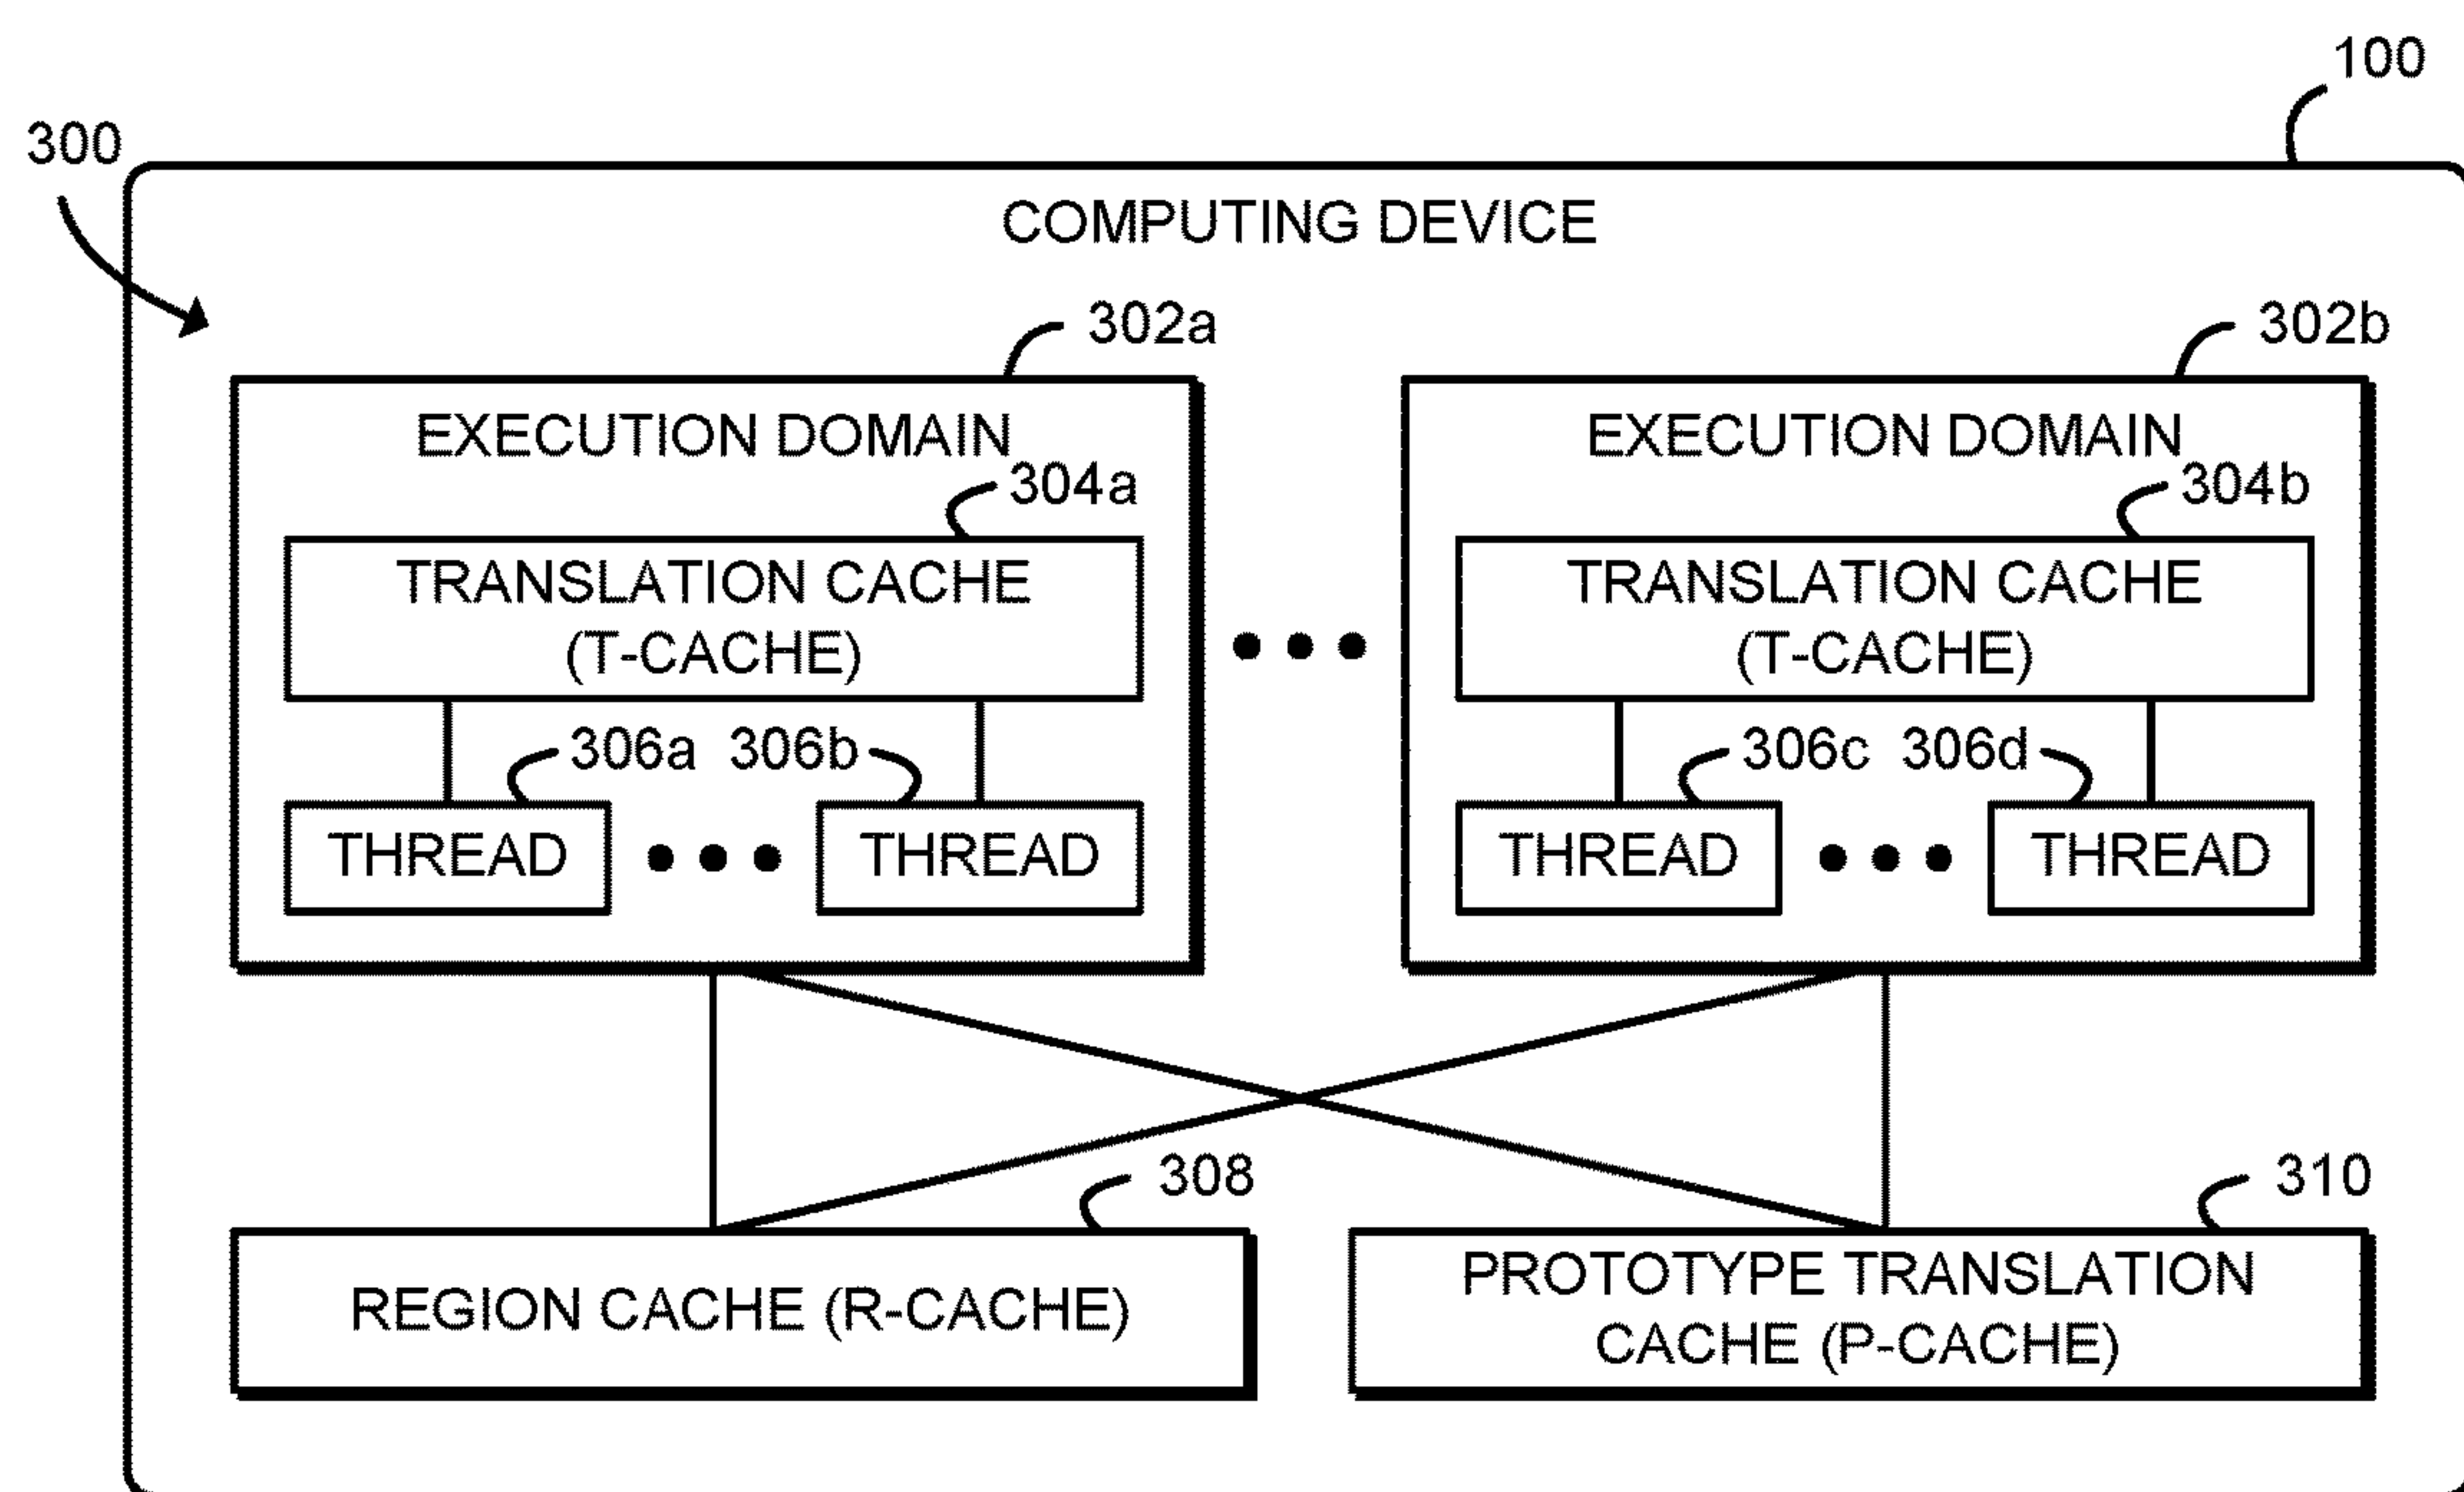 100
300
COMPUTING DEVICE
302a
302b
EXECUTION DOMAIN
EXECUTION DOMAIN
304a
304b
TRANSLATION CACHE
(T-CACHE)
TRANSLATION CACHE
(T-CACHE)
306a 306b
306c 306d
THREAD
THREAD
THREAD
THREAD
308
310
REGION CACHE (R-CACHE)
PROTOTYPE TRANSLATION
CACHE (P-CACHE)